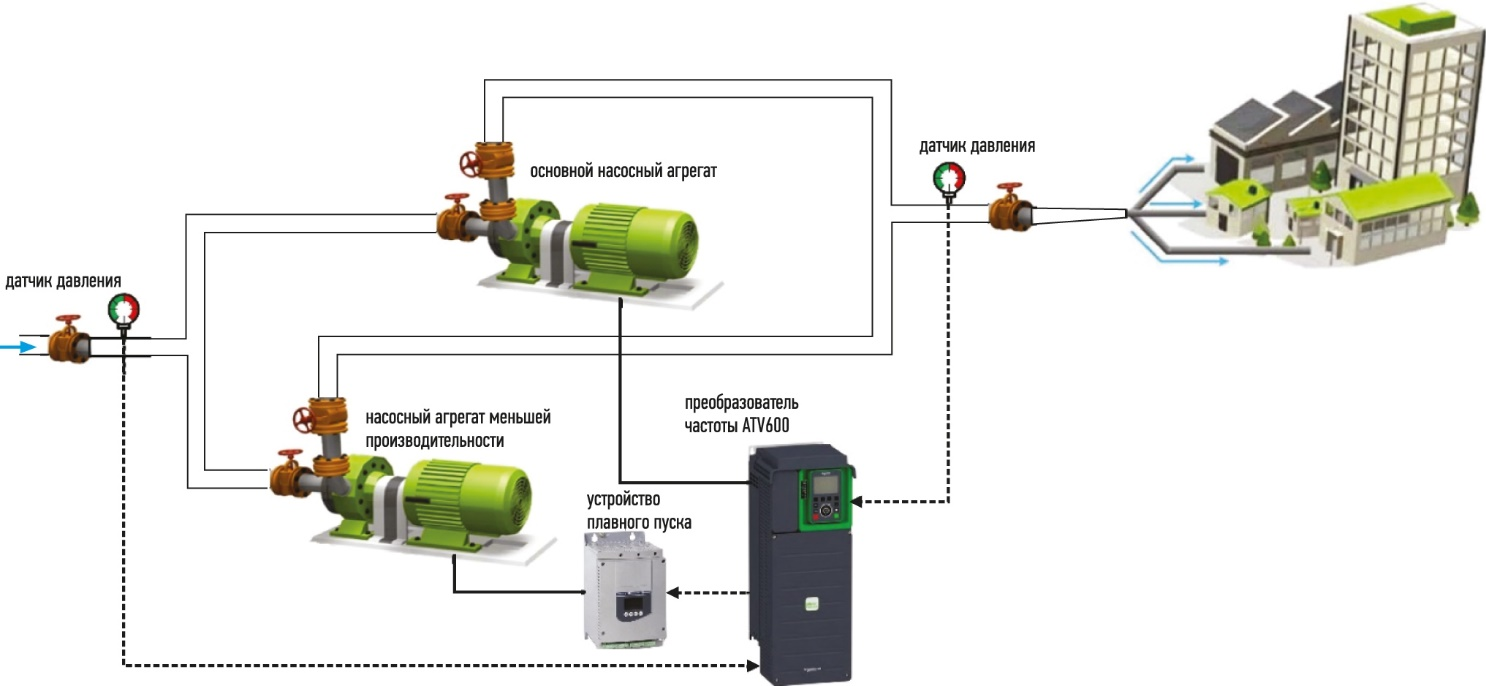 датчик давления
основной насосный агрегат
датчик давления
насосный агрегат меньшей
производительности
преобразователь
частоты ATV600
устройство
плавного пуска